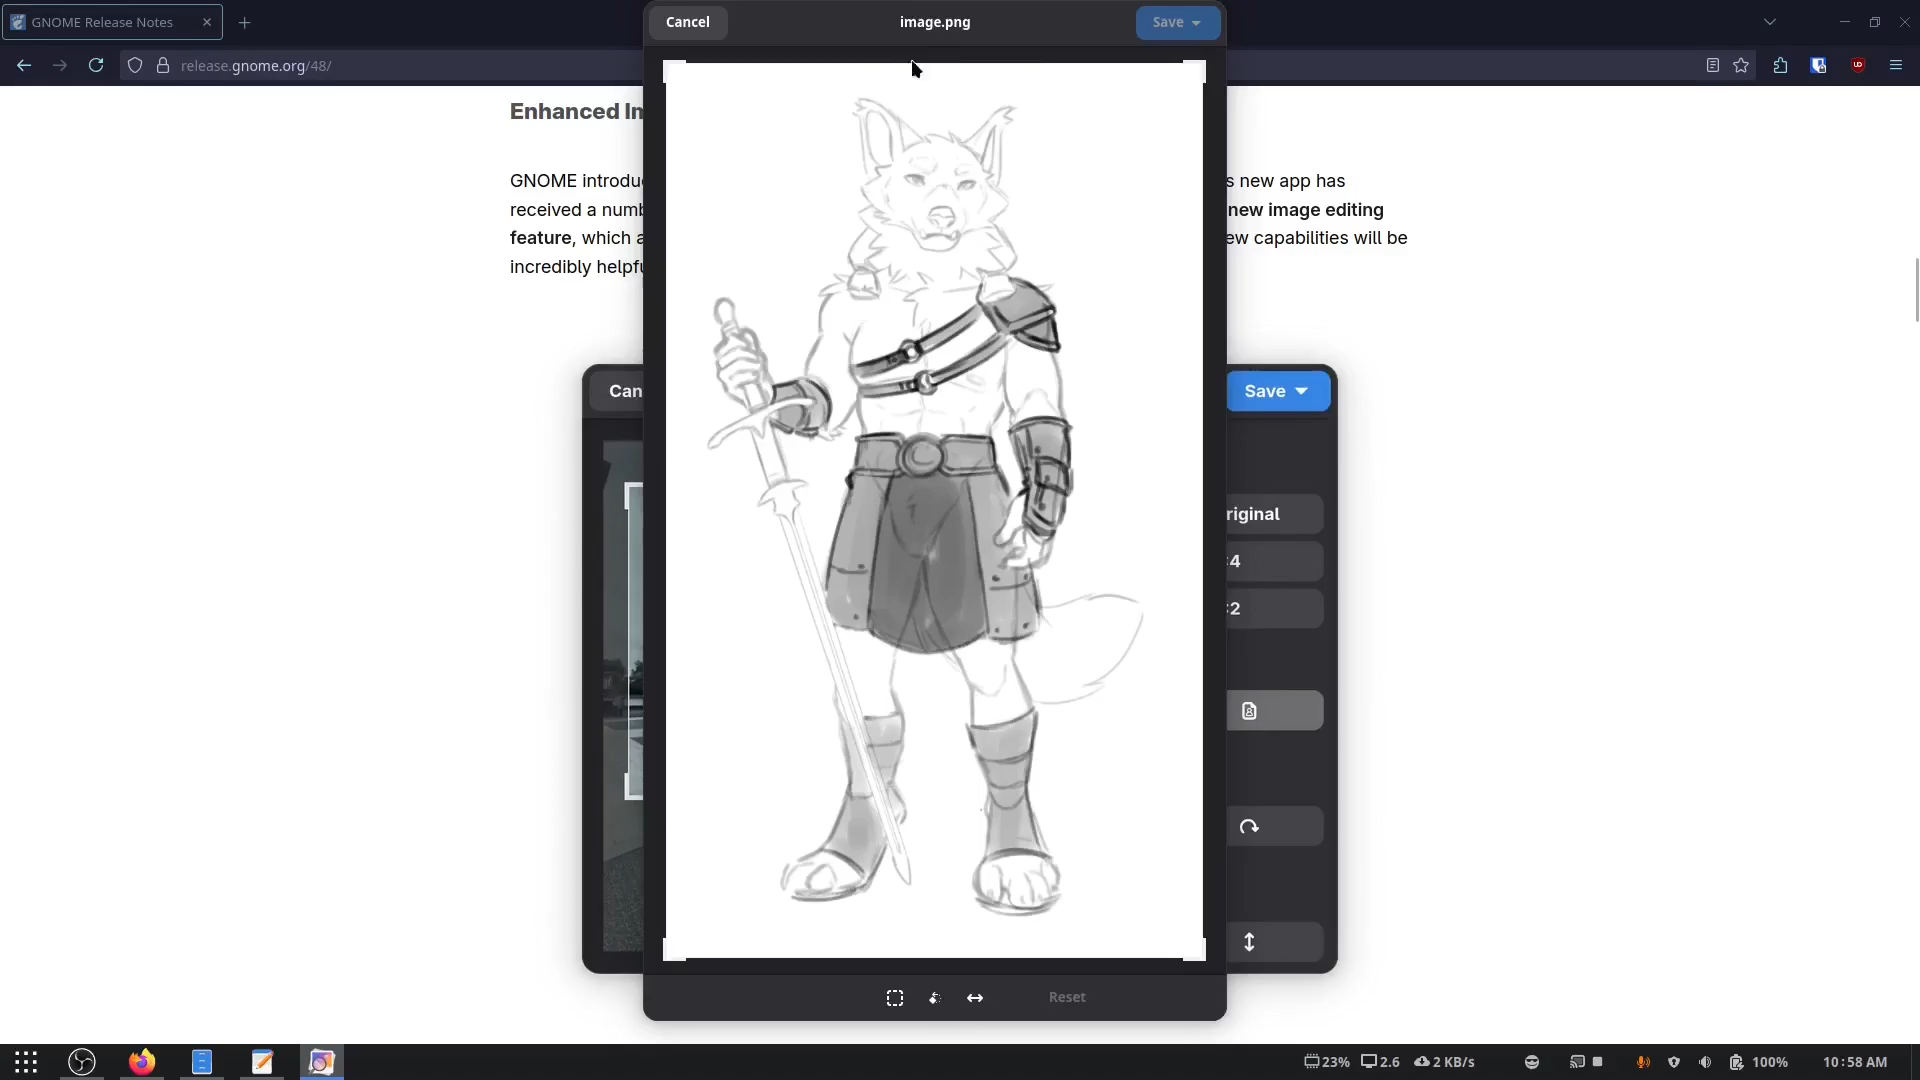 GNOME Release Notes
Cancel
image.png
Save
release.gnome.org/48/
Enhanced Im
GNOME introdu
s new app has
received a numb
new image editing
feature, which a
ew capabilities will be
incredibly helpfu
Can
Save
riginal
:4
:2
Reset
23%
2.6
2 KB/s
100%
10:58 AM